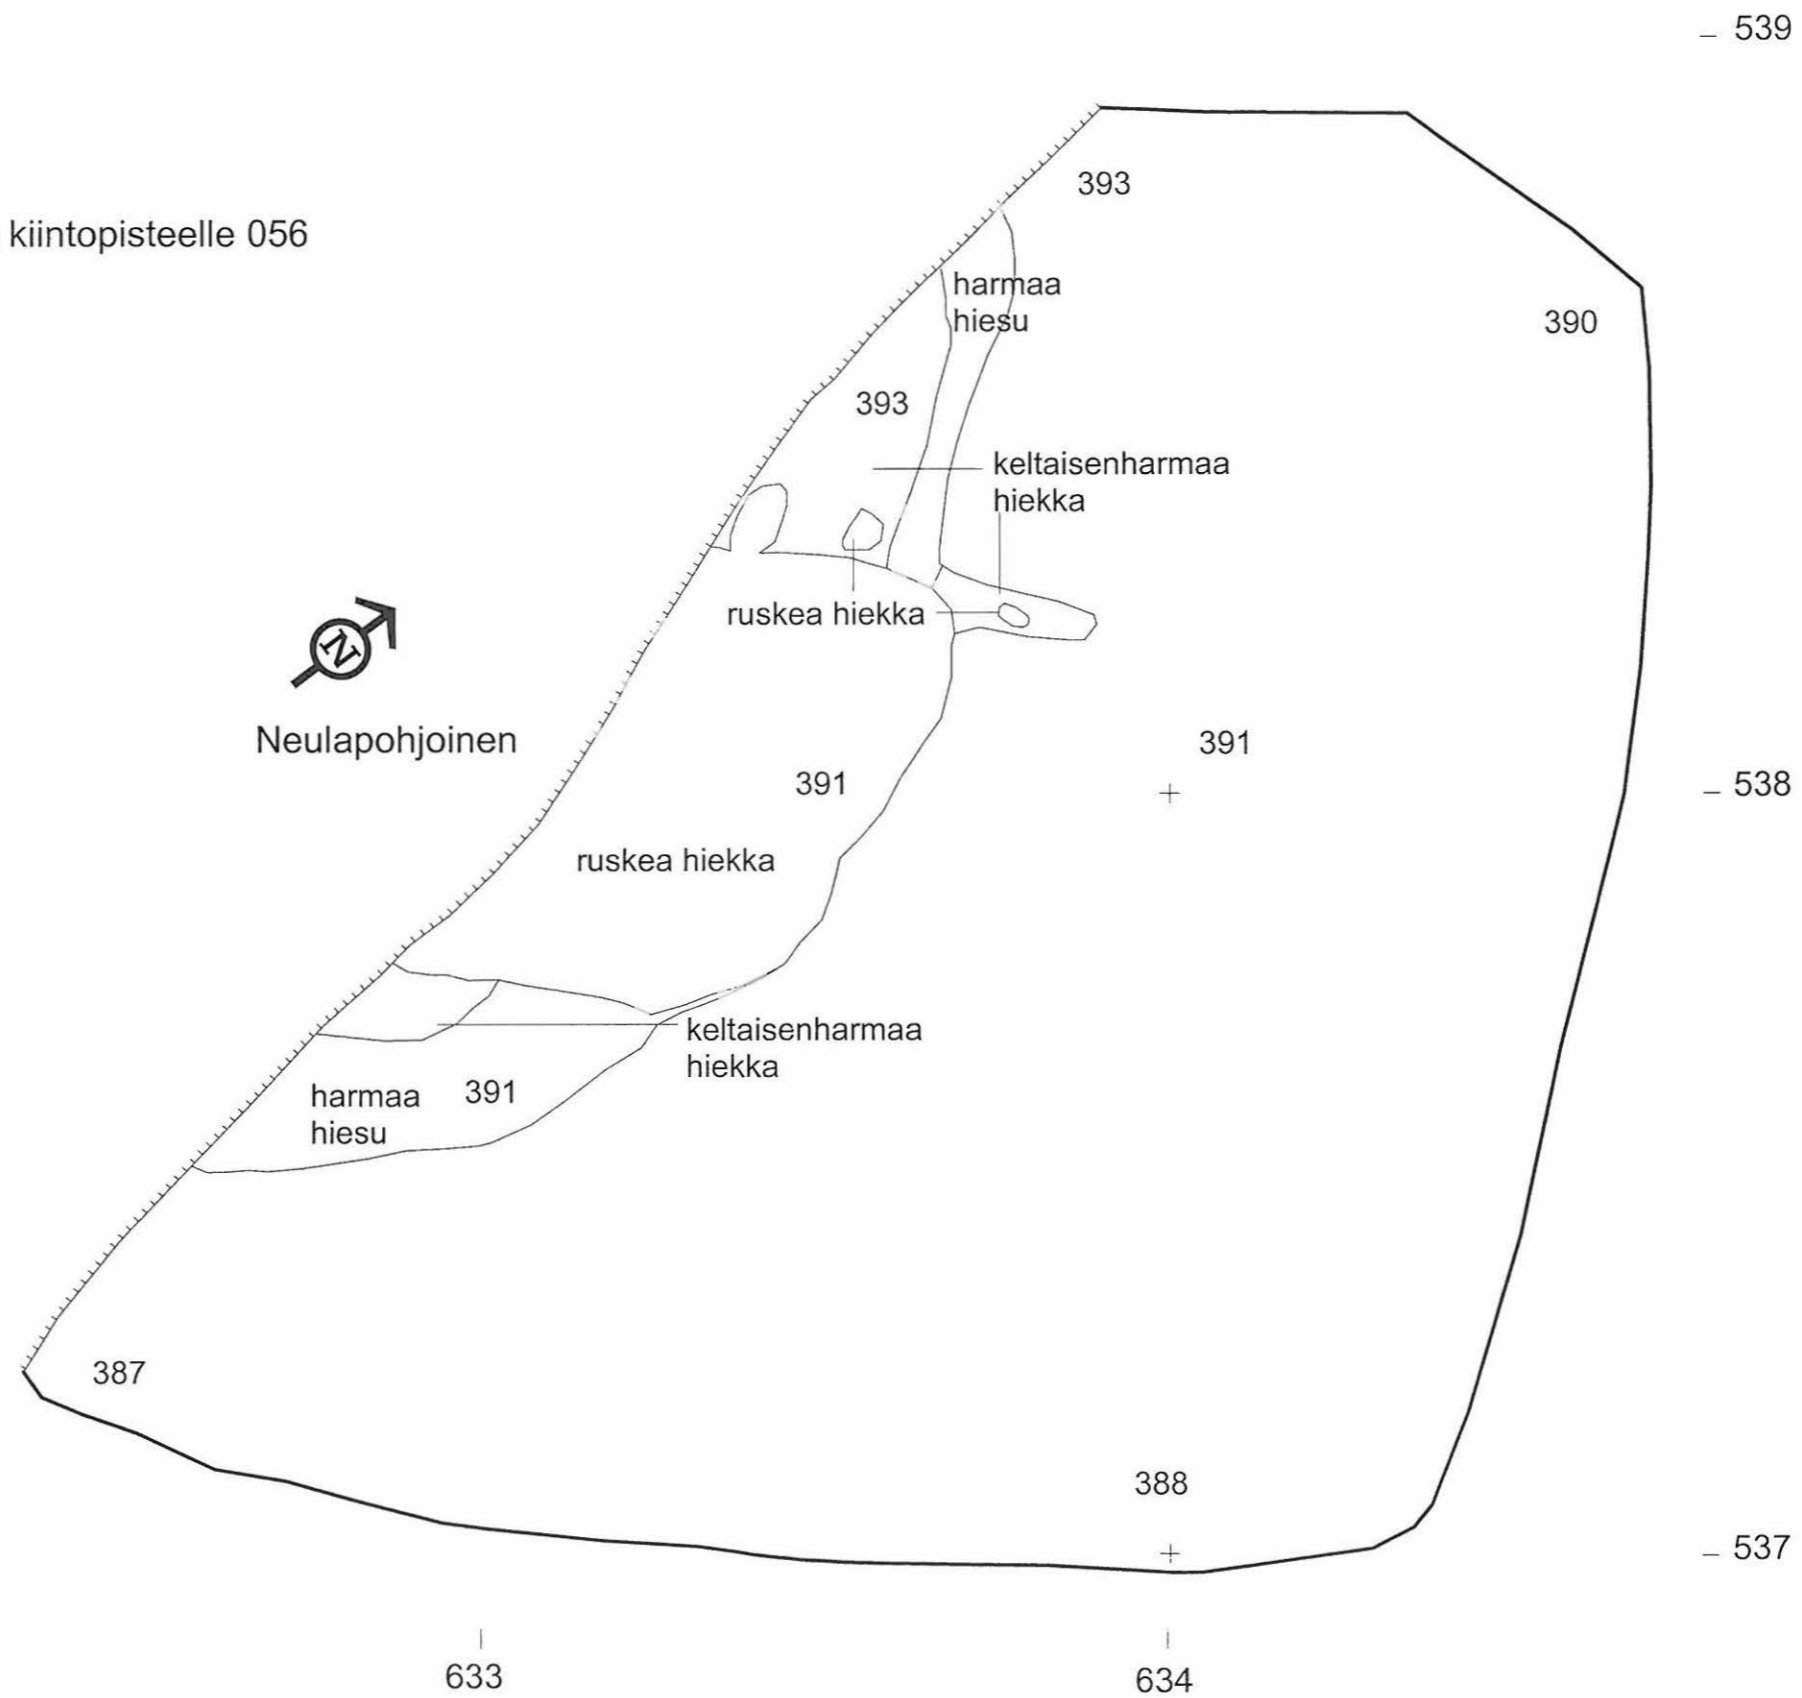 539
393
kiintopisteelle 056
harmaa
hiesu
390
393
keltaisenharmaa
hiekka
ruskea hiekka
N
Neulapohjoinen
391
391
538
ruskea hiekka
keltaisenharmaa
hiekka
harmaa
hiesu
391
387
388
537
633
634